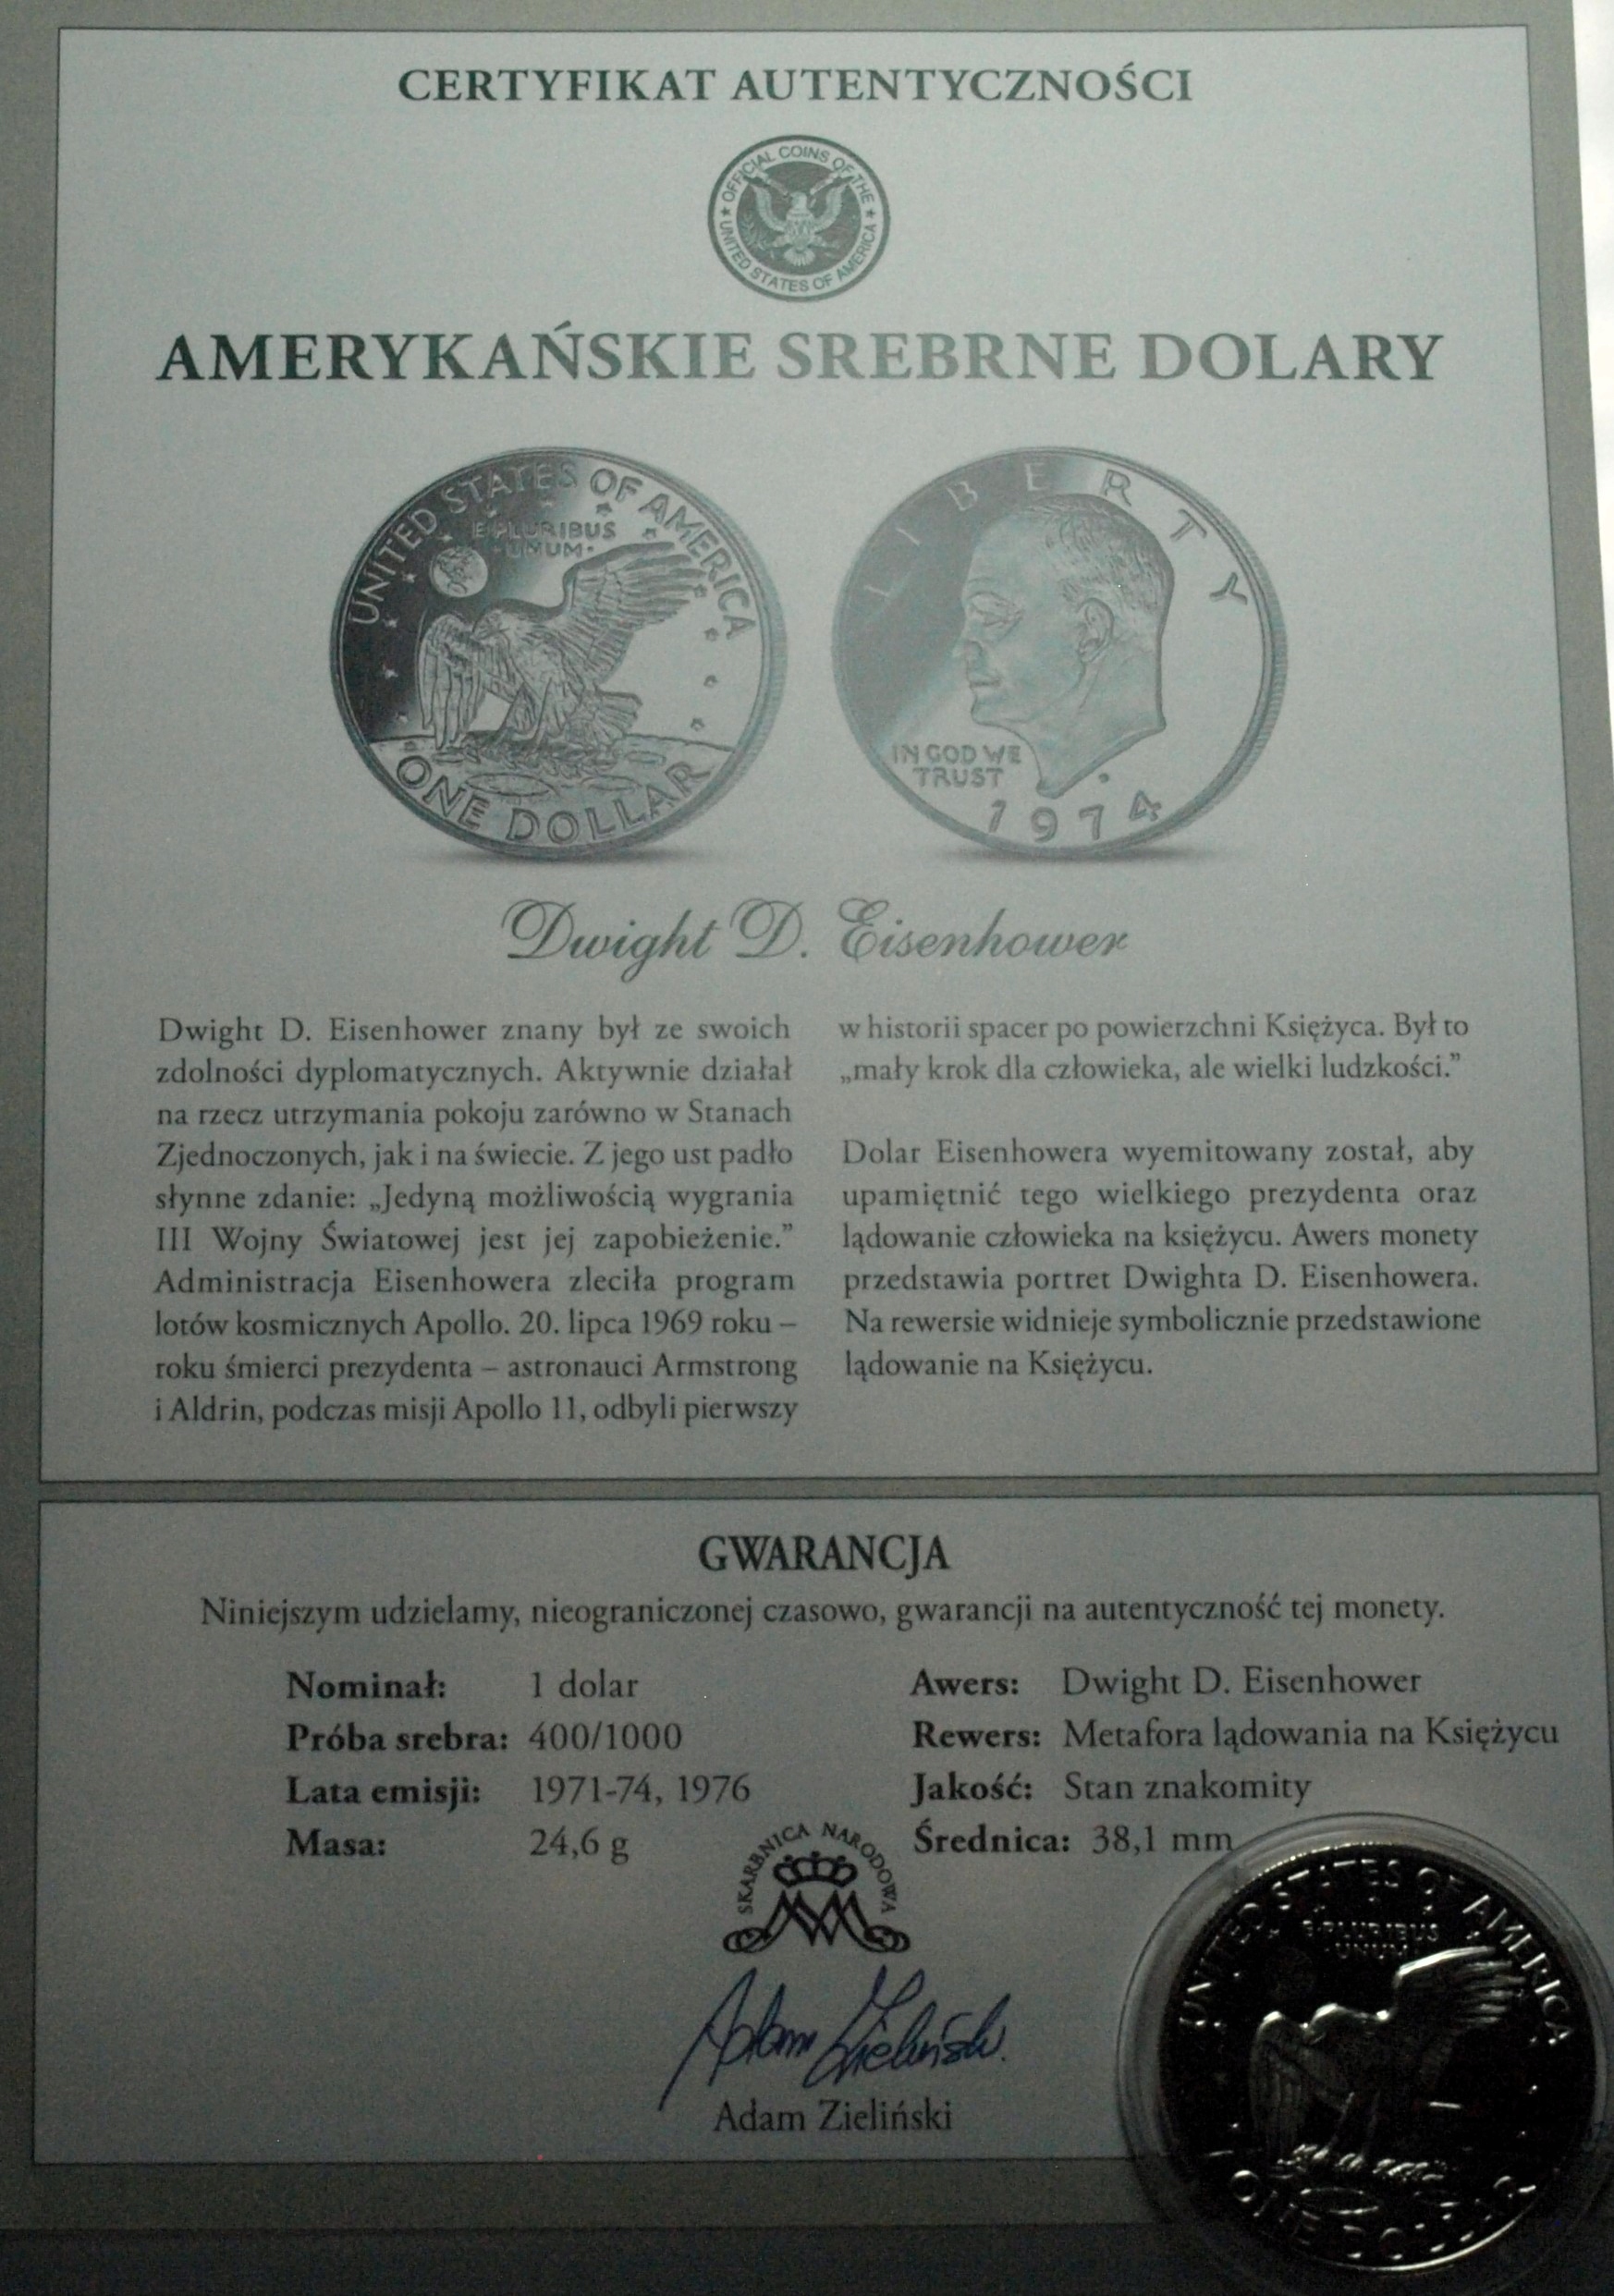 CERTYFIKAT AUTENTYCZNOŚCI
★ OFFICIAL COINS OF THE ★
UNITED STATES OF AMERICA
AMERYKAŃSKIE SREBRNE DOLARY
UNITED STATES OF AMERICA
E PLURIBUS
UNUM
ONE DOLLAR
LIBERTY
IN GOD WE
TRUST
1974
Dwight D. Eisenhower
Dwight D. Eisenhower znany był ze swoich
zdolności dyplomatycznych. Aktywnie działał
na rzecz utrzymania pokoju zarówno w Stanach
Zjednoczonych, jak i na świecie. Z jego ust padło
słynne zdanie: „Jedyną możliwością wygrania
III Wojny Światowej jest jej zapobieżenie.”
Administracja Eisenhowera zleciła program
lotów kosmicznych Apollo. 20. lipca 1969 roku –
roku śmierci prezydenta – astronauci Armstrong
i Aldrin, podczas misji Apollo 11, odbyli pierwszy
w historii spacer po powierzchni Księżyca. Był to
„mały krok dla człowieka, ale wielki ludzkości.”
Dolar Eisenhowera wyemitowany został, aby
upamiętnić tego wielkiego prezydenta oraz
lądowanie człowieka na księżycu. Awers monety
przedstawia portret Dwighta D. Eisenhowera.
Na rewersie widnieje symbolicznie przedstawione
lądowanie na Księżycu.
GWARANCJA
Niniejszym udzielamy, nieograniczonej czasowo, gwarancji na autentyczność tej monety.
Nominał: 1 dolar
Próba srebra: 400/1000
Lata emisji: 1971-74, 1976
Masa: 24,6 g
Awers: Dwight D. Eisenhower
Rewers: Metafora lądowania na Księżycu
Jakość: Stan znakomity
Średnica: 38,1 mm
SKARBNICA NARODOWA
Adam Zieliński
Adam Zieliński
UNITED STATES OF AMERICA
E PLURIBUS
UNUM
ONE